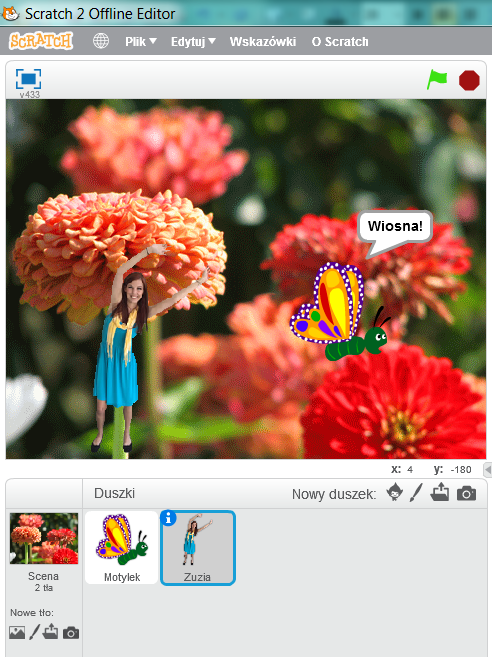 Scratch 2 Offline Editor
SCRATCH Plik Edytuj Wskazówki O Scratch
v433
Wiosna!
x: 4 y: -180
Duszki Nowy duszek:
Motylek Zuzia
Scena
2 tła
Nowe tło: